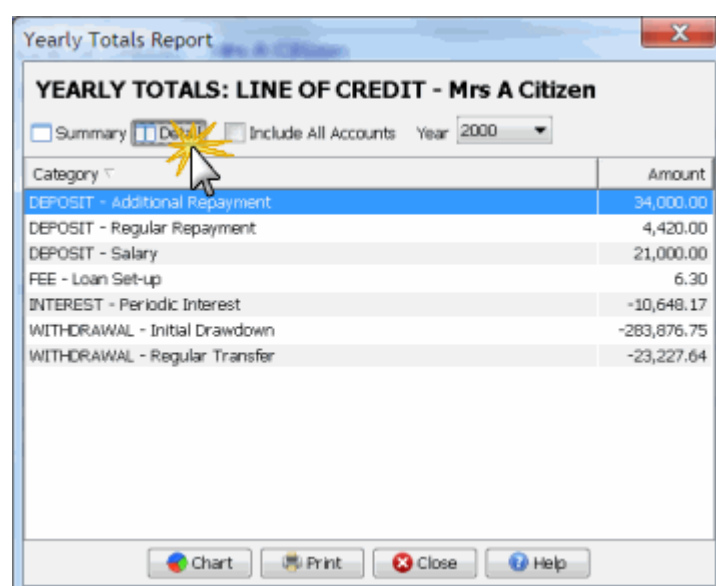 Yearly Totals Report
YEARLY TOTALS: LINE OF CREDIT - Mrs A Citizen
Summary Detail Include All Accounts Year 2000
Category Amount
DEPOSIT - Additional Repayment 34,000.00
DEPOSIT - Regular Repayment 4,420.00
DEPOSIT - Salary 21,000.00
FEE - Loan Set-up 6.30
INTEREST - Periodic Interest -10,648.17
WITHDRAWAL - Initial Drawdown -283,876.75
WITHDRAWAL - Regular Transfer -23,227.64
Chart Print Close Help